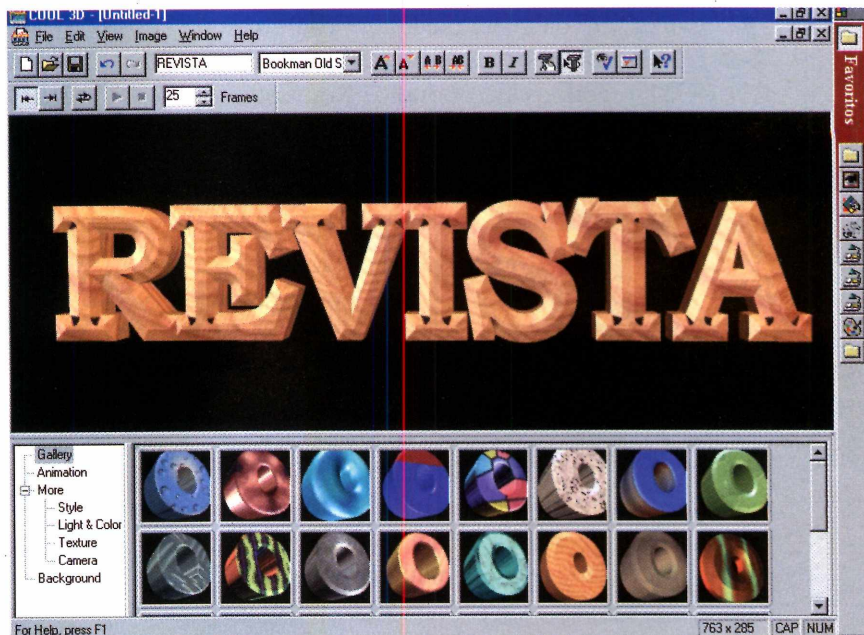 COOL 3D - [Untitled-1]
File Edit View Image Window Help
REVISTA Bookman Old S A A A B AB B I
25 Frames
Favoritos
REVISTA
Gallery
Animation
More
Style
Light & Color
Texture
Camera
Background
For Help, press F1 763 x 285 CAP NUM